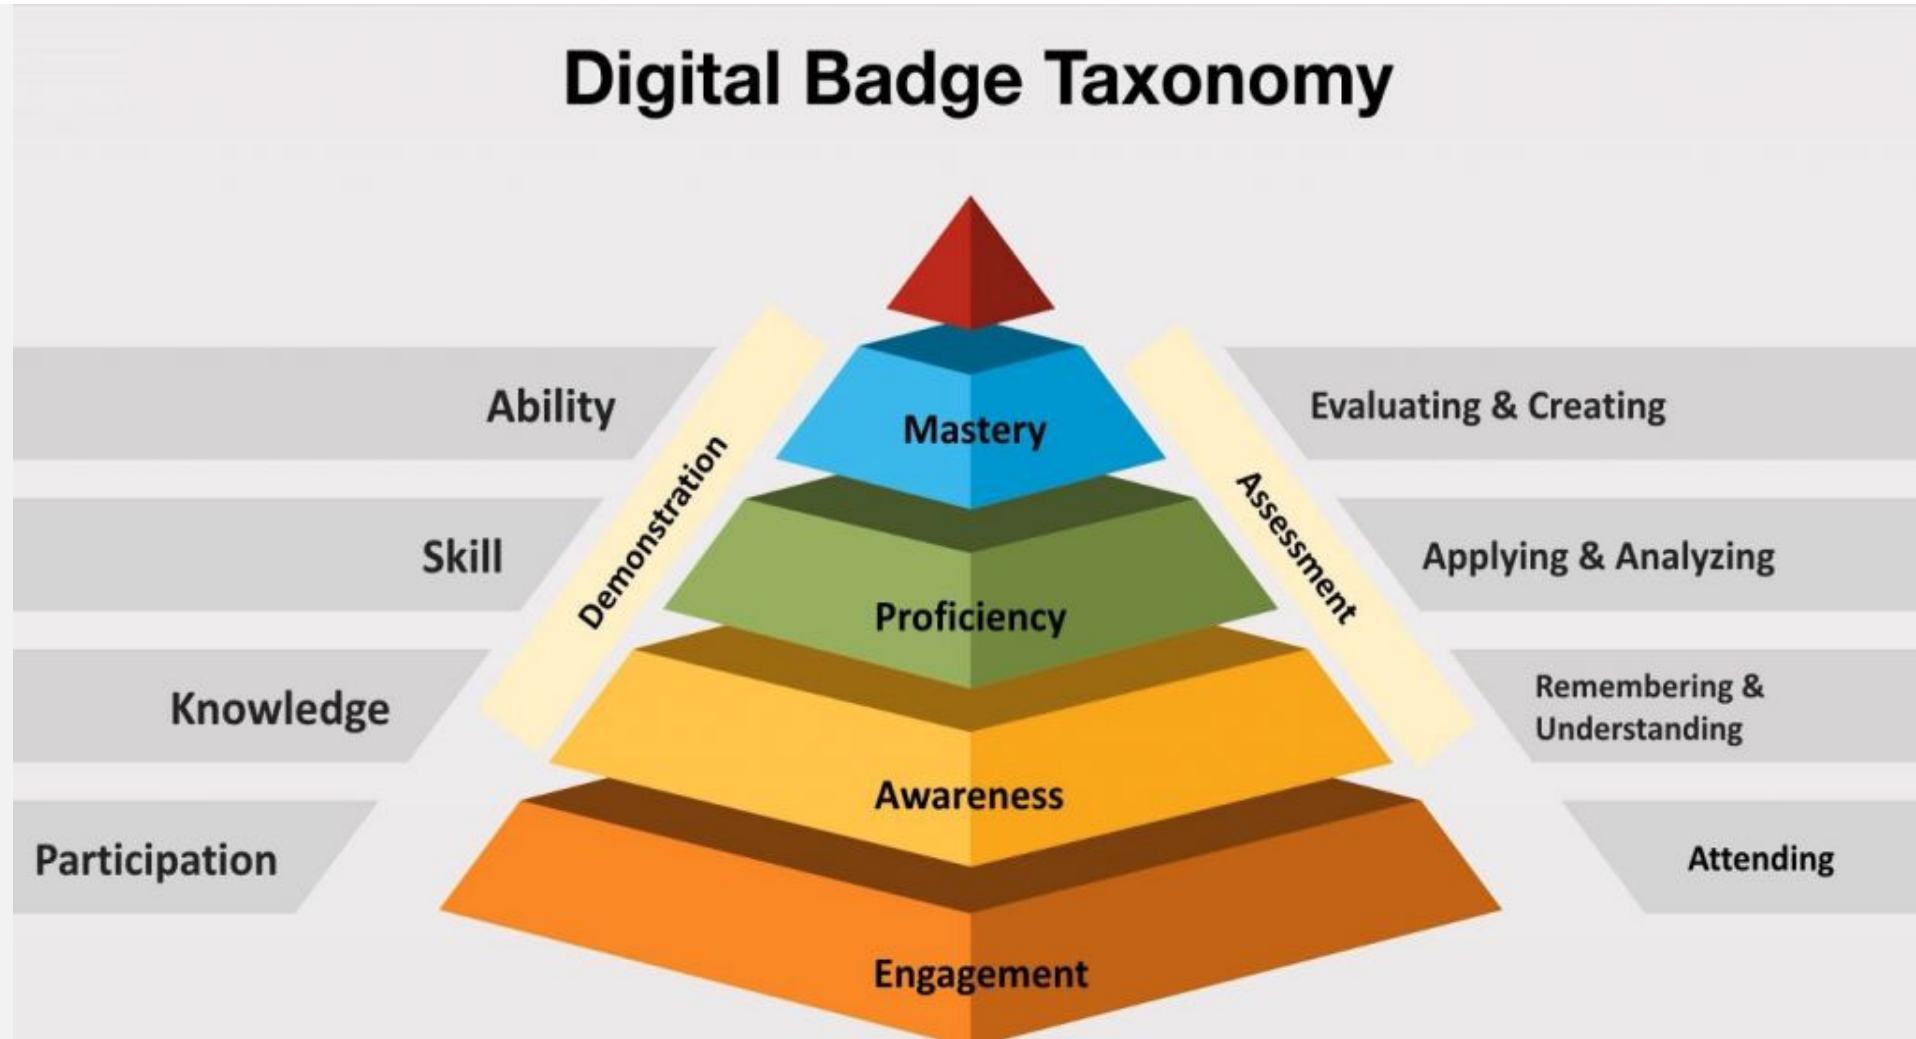 Digital Badge Taxonomy
Ability
Mastery
Evaluating & Creating
Demonstration
Assessment
Skill
Proficiency
Applying & Analyzing
Knowledge
Awareness
Remembering &
Understanding
Participation
Engagement
Attending